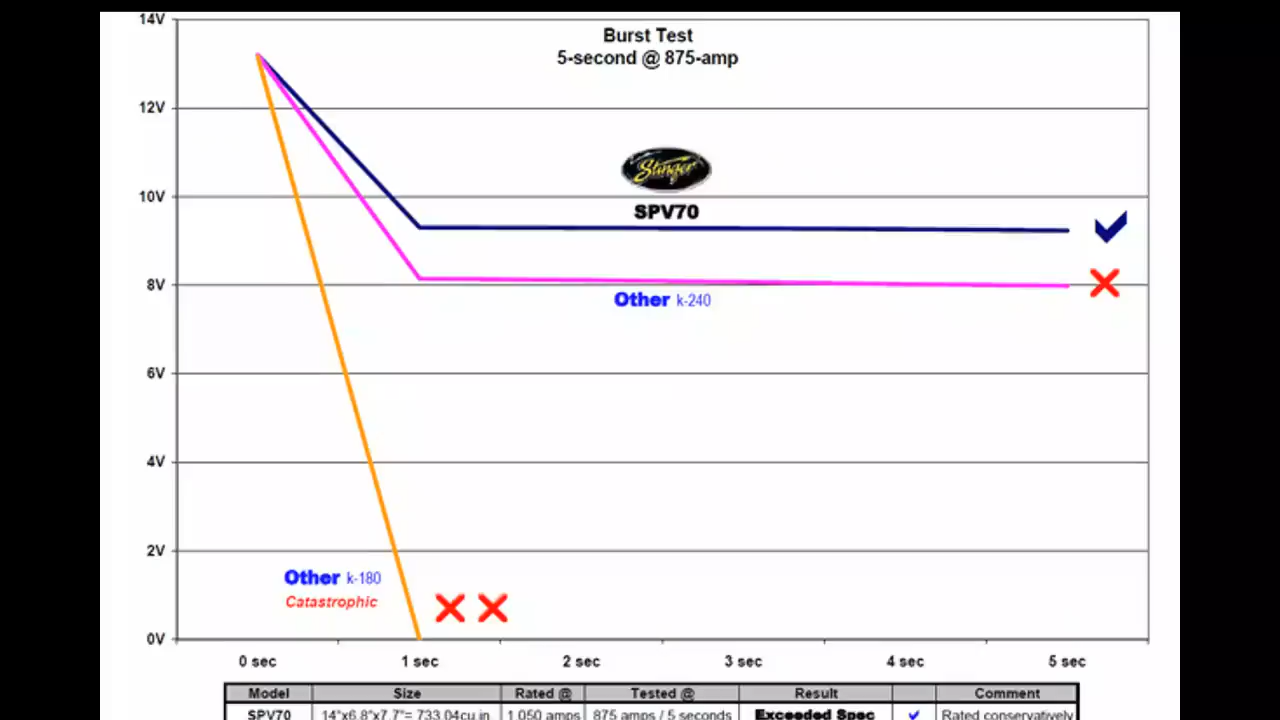 14V
Burst Test
5-second @ 875-amp
12V
Stinger
10V
SPV70
8V
Other k-240
6V
4V
2V
Other k-180
Catastrophic
0V
0 sec 1 sec 2 sec 3 sec 4 sec 5 sec
Model Size Rated @ Tested @ Result Comment
SPV70 14"x6.8"x7.7"= 733.04cu.in 1,050 amps 875 amps / 5 seconds Exceeded Spec Rated conservatively